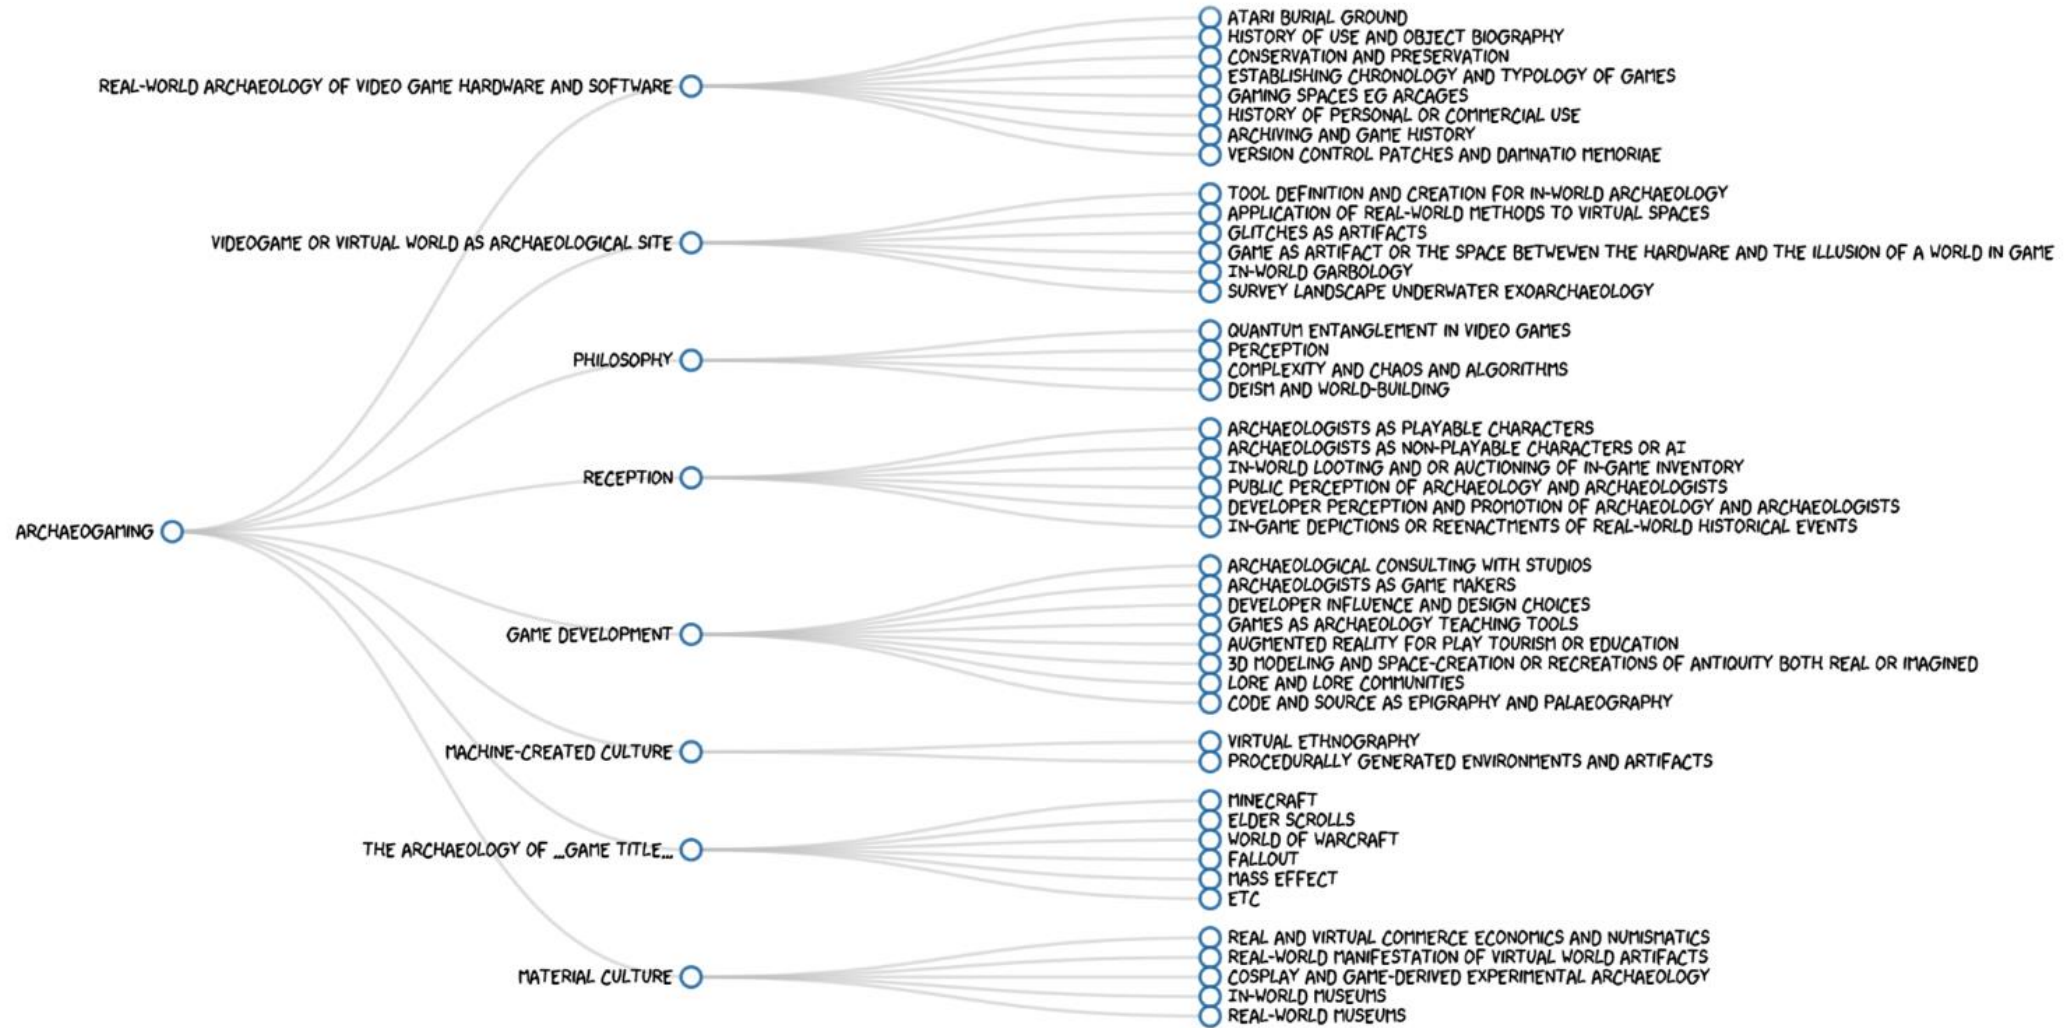 ARCHAEOGAMING
REAL-WORLD ARCHAEOLOGY OF VIDEO GAME HARDWARE AND SOFTWARE
ATARI BURIAL GROUND
HISTORY OF USE AND OBJECT BIOGRAPHY
CONSERVATION AND PRESERVATION
ESTABLISHING CHRONOLOGY AND TYPOLOGY OF GAMES
GAMING SPACES EG ARCAGES
HISTORY OF PERSONAL OR COMMERCIAL USE
ARCHIVING AND GAME HISTORY
VERSION CONTROL PATCHES AND DAMNATIO MEMORIAE
VIDEOGAME OR VIRTUAL WORLD AS ARCHAEOLOGICAL SITE
TOOL DEFINITION AND CREATION FOR IN-WORLD ARCHAEOLOGY
APPLICATION OF REAL-WORLD METHODS TO VIRTUAL SPACES
GLITCHES AS ARTIFACTS
GAME AS ARTIFACT OR THE SPACE BETWEWEN THE HARDWARE AND THE ILLUSION OF A WORLD IN GAME
IN-WORLD GARBOLOGY
SURVEY LANDSCAPE UNDERWATER EXOARCHAEOLOGY
PHILOSOPHY
QUANTUM ENTANGLEMENT IN VIDEO GAMES
PERCEPTION
COMPLEXITY AND CHAOS AND ALGORITHMS
DEISM AND WORLD-BUILDING
RECEPTION
ARCHAEOLOGISTS AS PLAYABLE CHARACTERS
ARCHAEOLOGISTS AS NON-PLAYABLE CHARACTERS OR AI
IN-WORLD LOOTING AND OR AUCTIONING OF IN-GAME INVENTORY
PUBLIC PERCEPTION OF ARCHAEOLOGY AND ARCHAEOLOGISTS
DEVELOPER PERCEPTION AND PROMOTION OF ARCHAEOLOGY AND ARCHAEOLOGISTS
IN-GAME DEPICTIONS OR REENACTMENTS OF REAL-WORLD HISTORICAL EVENTS
GAME DEVELOPMENT
ARCHAEOLOGICAL CONSULTING WITH STUDIOS
ARCHAEOLOGISTS AS GAME MAKERS
DEVELOPER INFLUENCE AND DESIGN CHOICES
GAMES AS ARCHAEOLOGY TEACHING TOOLS
AUGMENTED REALITY FOR PLAY TOURISM OR EDUCATION
3D MODELING AND SPACE-CREATION OR RECREATIONS OF ANTIQUITY BOTH REAL OR IMAGINED
LORE AND LORE COMMUNITIES
CODE AND SOURCE AS EPIGRAPHY AND PALAEOGRAPHY
MACHINE-CREATED CULTURE
VIRTUAL ETHNOGRAPHY
PROCEDURALLY GENERATED ENVIRONMENTS AND ARTIFACTS
THE ARCHAEOLOGY OF ...GAME TITLE...
MINECRAFT
ELDER SCROLLS
WORLD OF WARCRAFT
FALLOUT
MASS EFFECT
ETC
MATERIAL CULTURE
REAL AND VIRTUAL COMMERCE ECONOMICS AND NUMISMATICS
REAL-WORLD MANIFESTATION OF VIRTUAL WORLD ARTIFACTS
COSPLAY AND GAME-DERIVED EXPERIMENTAL ARCHAEOLOGY
IN-WORLD MUSEUMS
REAL-WORLD MUSEUMS